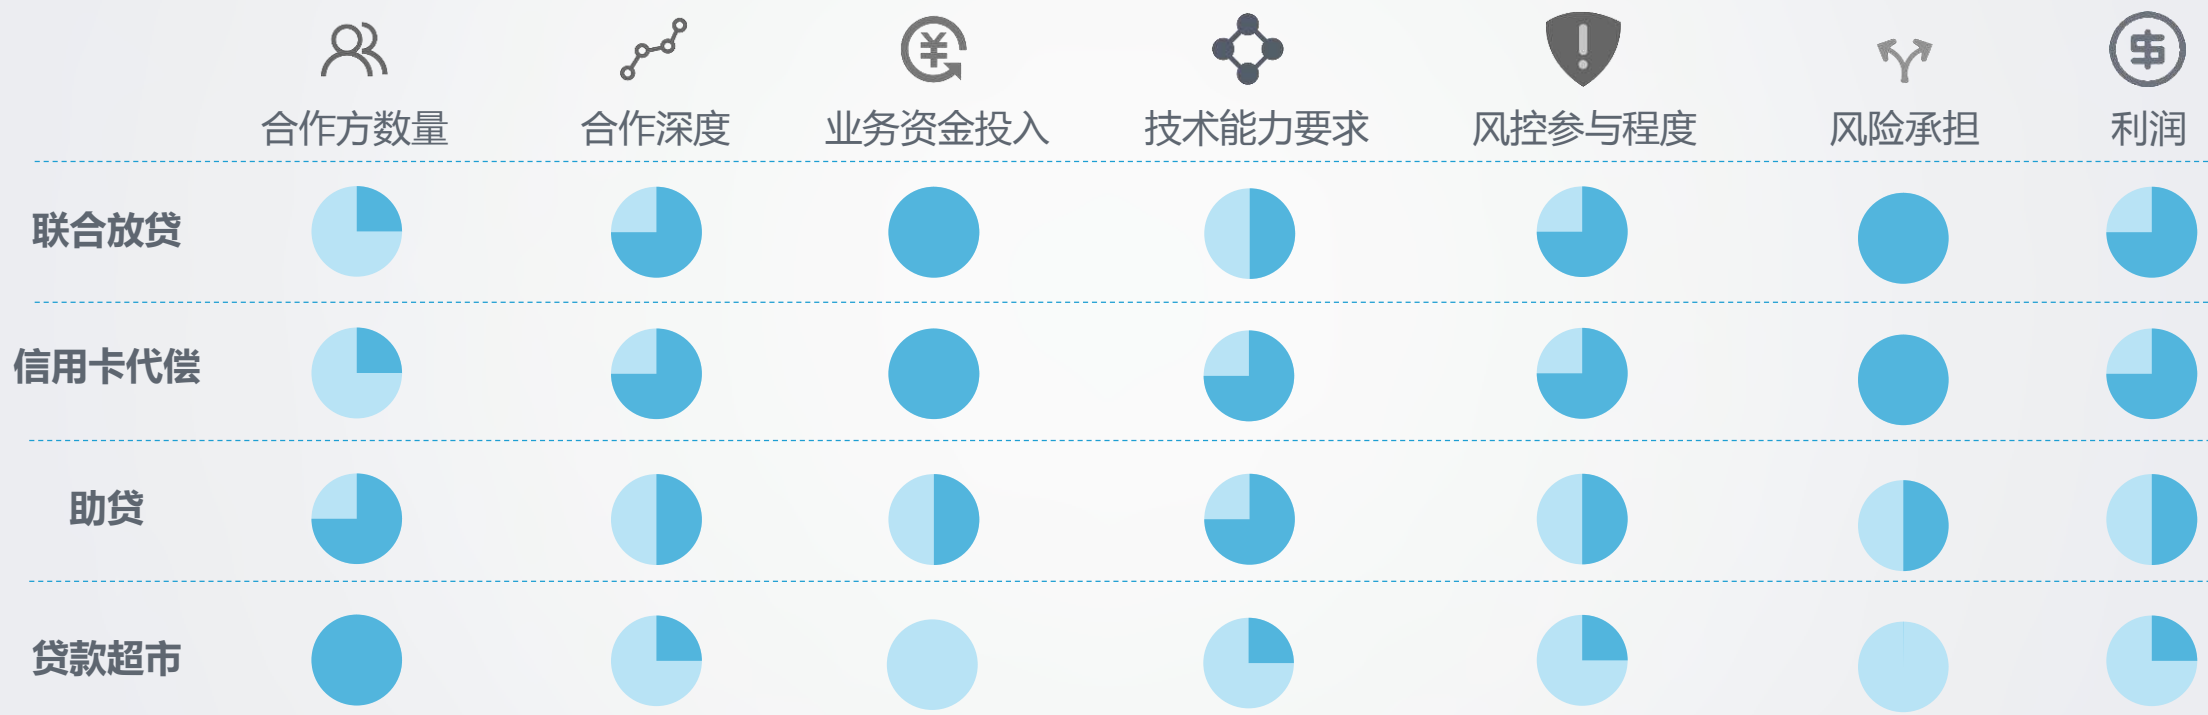 合作方数量 合作深度 业务资金投入 技术能力要求 风控参与程度 风险承担 利润
联合放贷
信用卡代偿
助贷
贷款超市